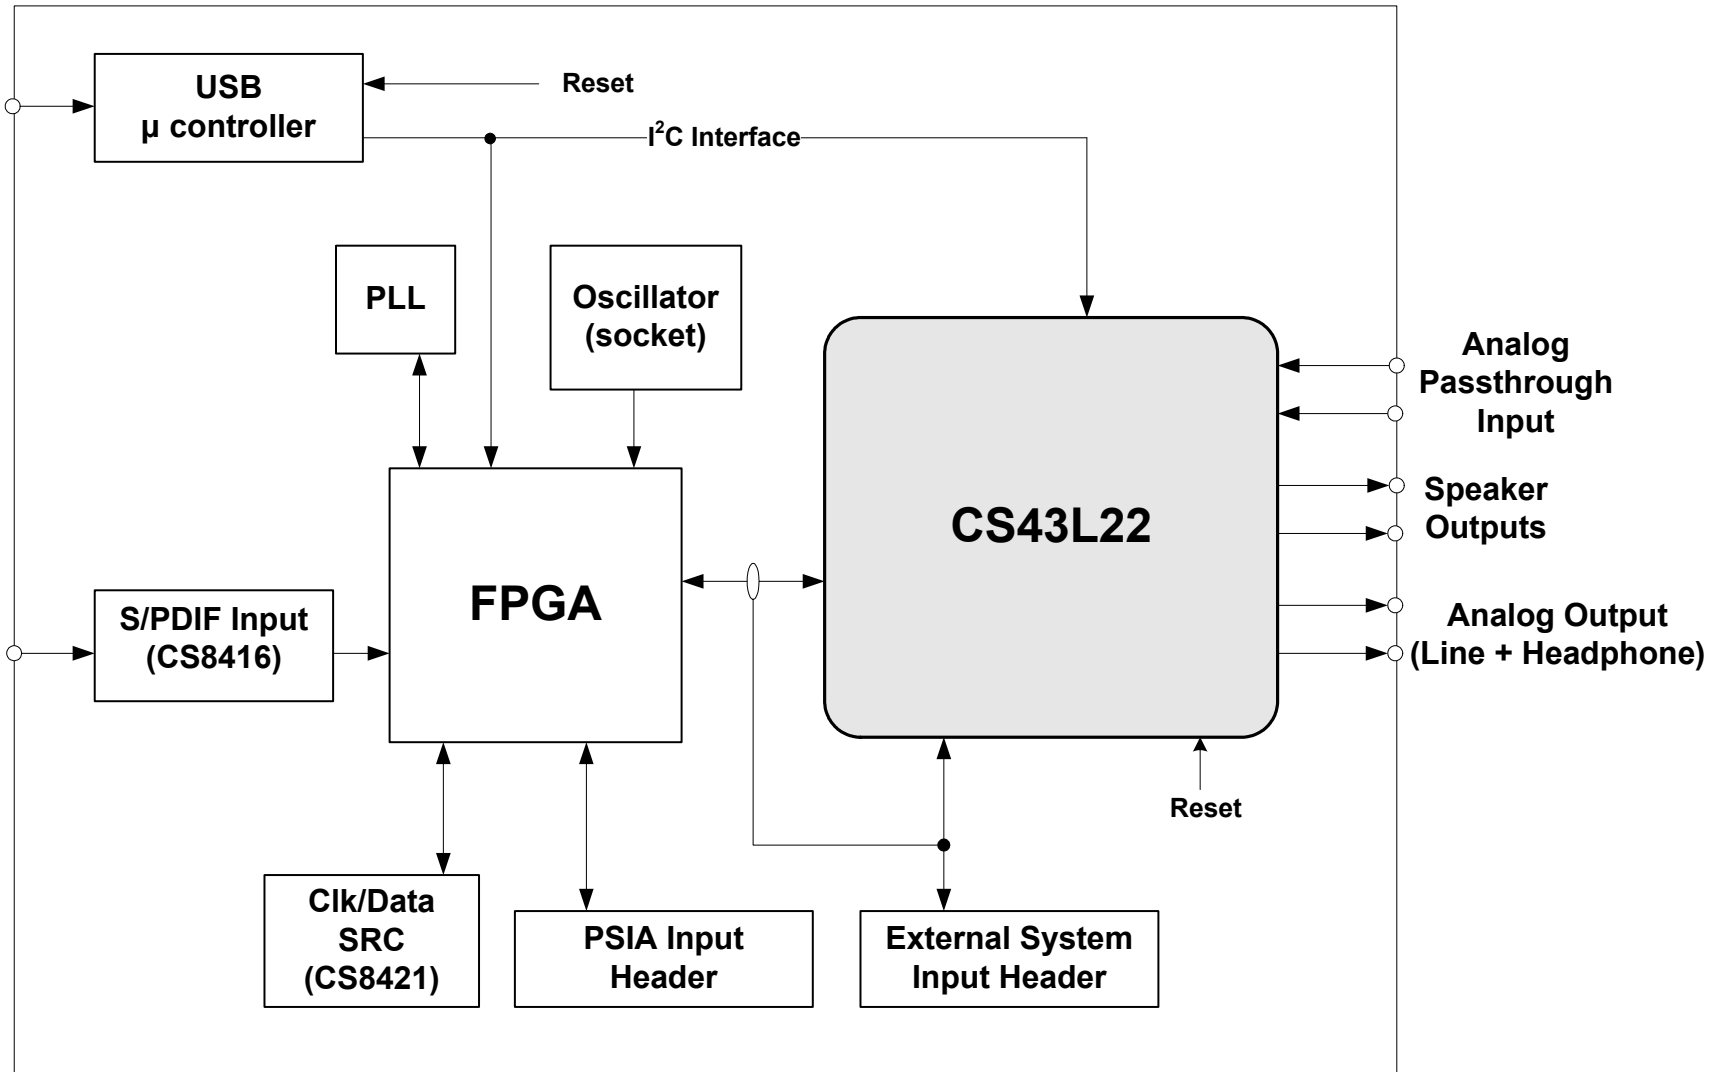 USB
µ controller
Reset
I²C Interface
PLL
Oscillator
(socket)
Analog
Passthrough
Input
Speaker
Outputs
CS43L22
FPGA
S/PDIF Input
(CS8416)
Analog Output
(Line + Headphone)
Reset
Clk/Data
SRC
(CS8421)
PSIA Input
Header
External System
Input Header